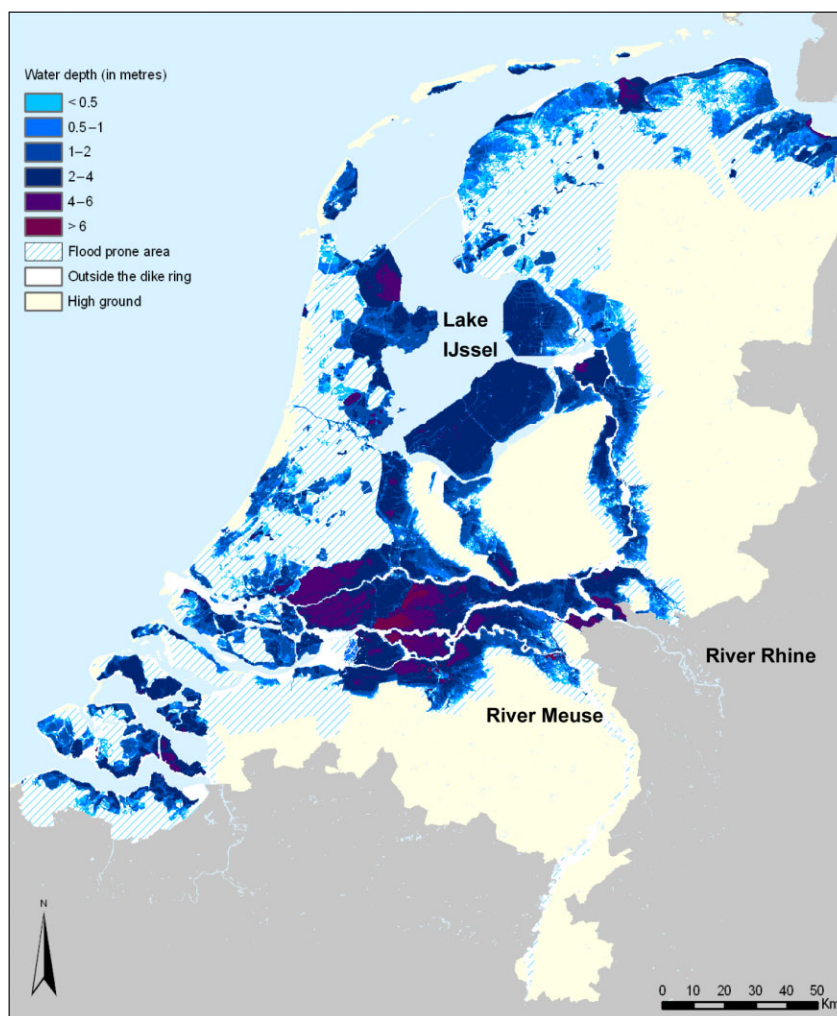 Water depth (in metres)
< 0.5
0.5–1
1–2
2–4
4–6
> 6
Flood prone area
Outside the dike ring
High ground
Lake
IJssel
River Rhine
River Meuse
N
0 10 20 30 40 50
Km